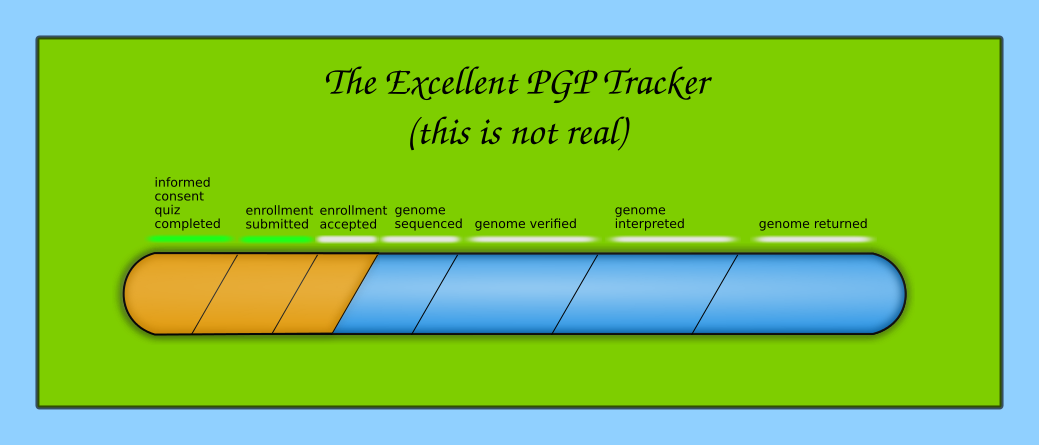 The Excellent PGP Tracker
(this is not real)
informed
consent
quiz
completed
enrollment
submitted
enrollment
accepted
genome
sequenced
genome verified
genome
interpreted
genome returned